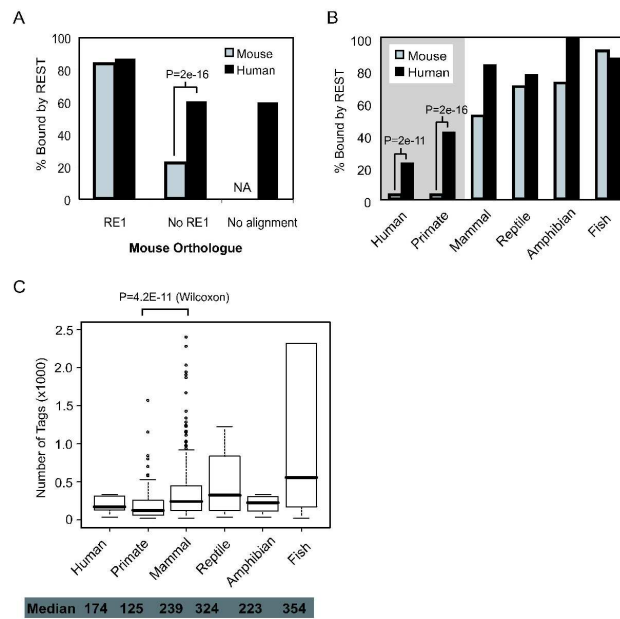 A
% Bound by REST
100
80
60
40
20
0
Mouse
Human
P=2e-16
NA
RE1
No RE1
No alignment
Mouse Orthologue
B
% Bound by REST
100
80
60
40
20
0
Mouse
Human
P=2e-11
P=2e-16
Human
Primate
Mammal
Reptile
Amphibian
Fish
C
P=4.2E-11 (Wilcoxon)
Number of Tags (x1000)
2.5
2.0
1.5
1.0
0.5
0
Human
Primate
Mammal
Reptile
Amphibian
Fish
Median 174 125 239 324 223 354